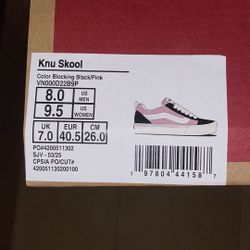 Knu Skool
Color Blocking Black/Pink
VN000D22B9P
8.0 US MEN
9.5 US WOMEN
UK EUR CM
7.0 40.5 26.0
PO#4200511302
SJV - 03/25
CPSIA PO/CUT#
420051130200100
1 97804 44158 7